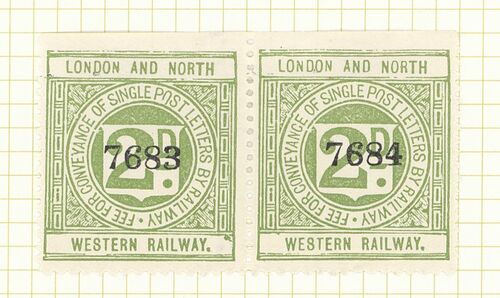 LONDON AND NORTH
FEE FOR CONVEYANCE OF SINGLE POST LETTERS BY RAILWAY
2D.
7683
WESTERN RAILWAY.
LONDON AND NORTH
FEE FOR CONVEYANCE OF SINGLE POST LETTERS BY RAILWAY
2D.
7684
WESTERN RAILWAY.